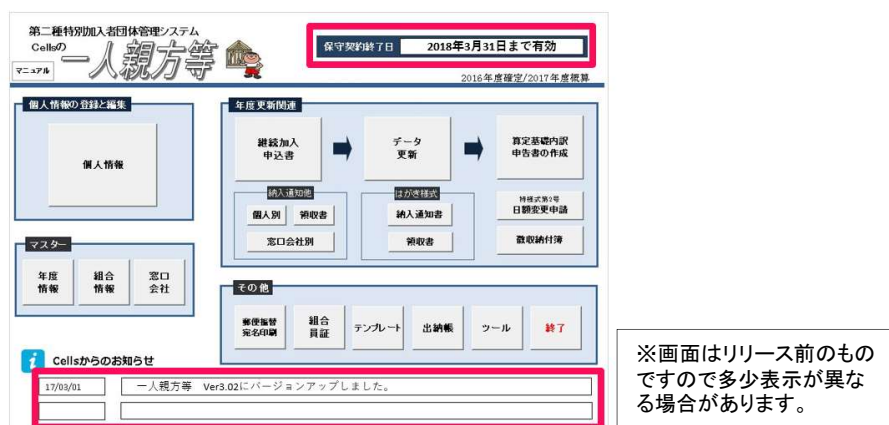 第二種特別加入者団体管理システム
Cellsの
一人親方等
マニュアル
保守契約終了日 2018年3月31日まで有効
2016年度確定/2017年度概算
個人情報の登録と編集
個人情報
年度更新関連
継続加入
申込書
データ
更新
算定基礎内訳
申告書の作成
納入通知他
個人別 領収書
窓口会社別
はがき様式
納入通知書
領収書
特様式第2号
日額変更申請
徴収納付簿
マスター
年度
情報
組合
情報
窓口
会社
その他
郵便振替
宛名印刷
組合
員証
テンプレート
出納帳
ツール
終了
Cellsからのお知らせ
17/03/01 一人親方等 Ver3.02にバージョンアップしました。
※画面はリリース前のもの
ですので多少表示が異な
る場合があります。